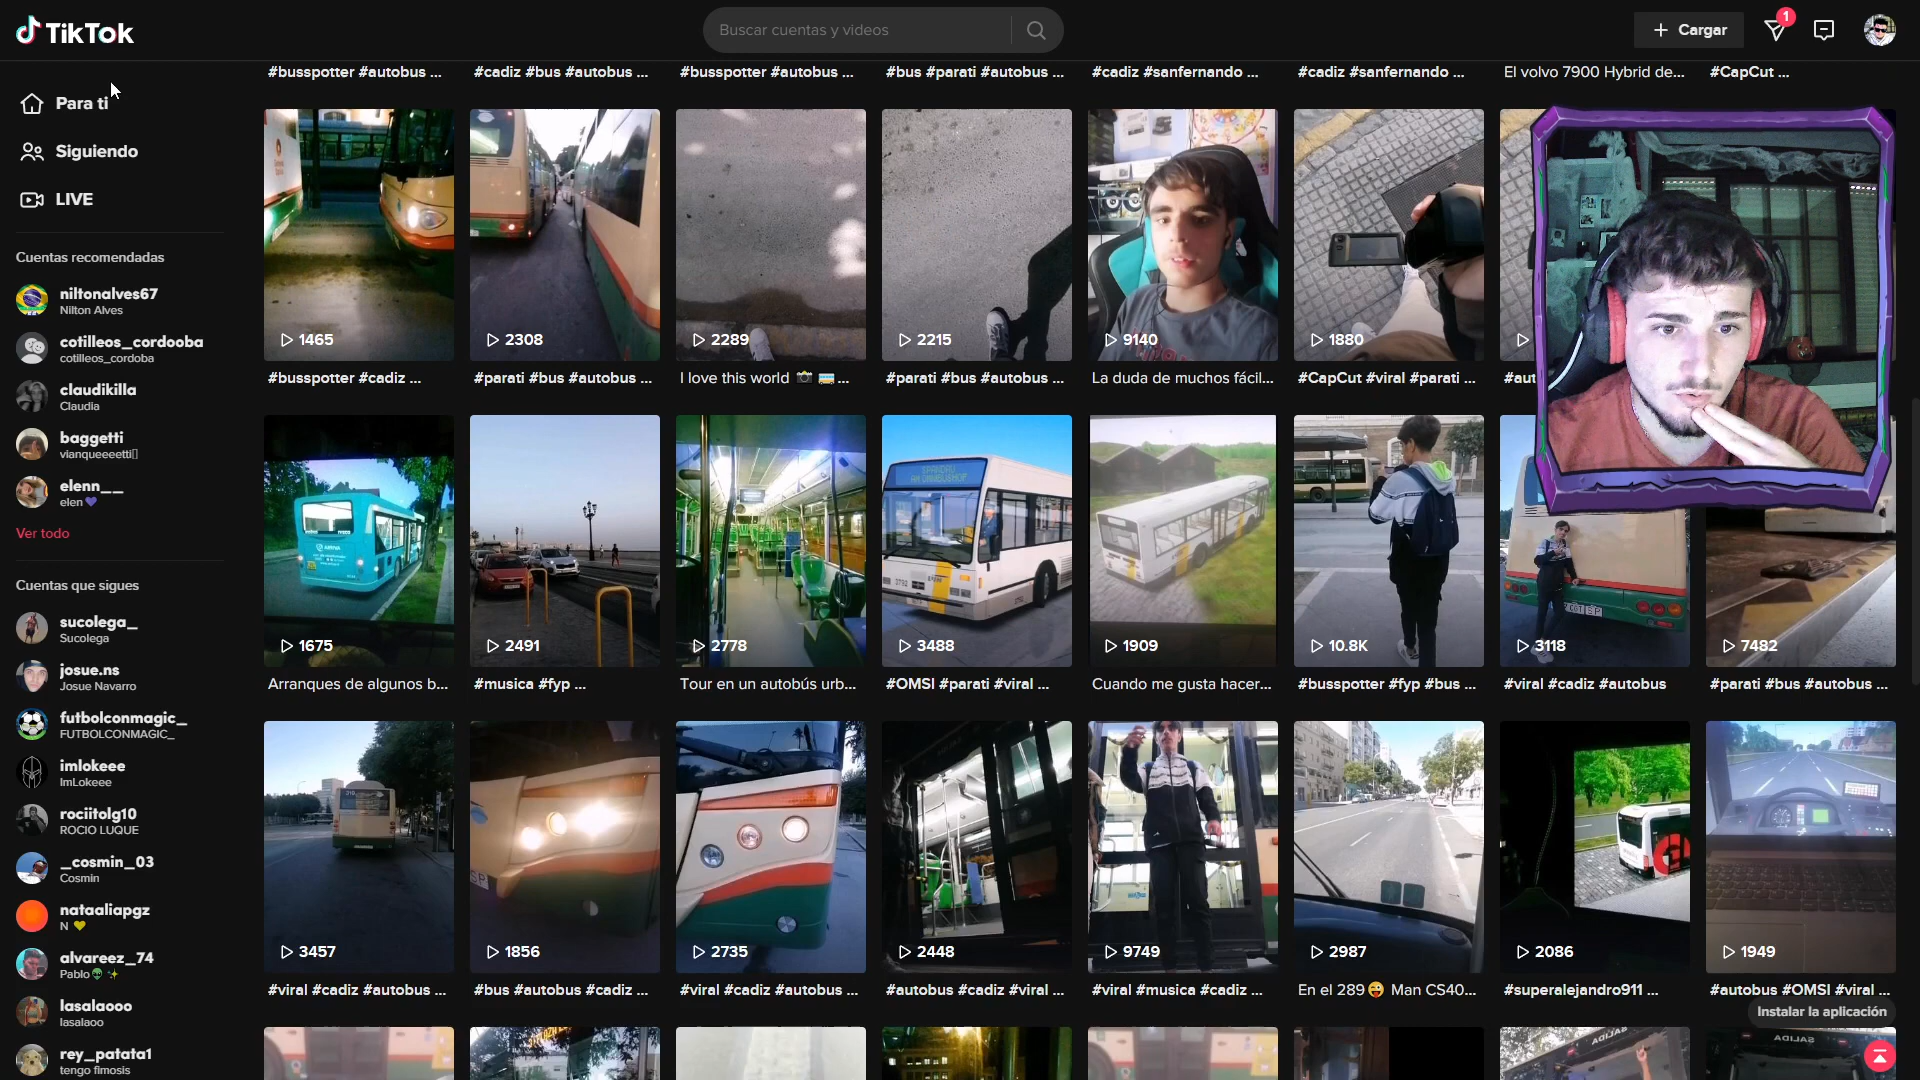 TikTok
Buscar cuentas y videos
Cargar
1
#busspotter #autobus ...
#cadiz #bus #autobus ...
#busspotter #autobus ...
#bus #parati #autobus ...
#cadiz #sanfernando ...
#cadiz #sanfernando ...
El volvo 7900 Hybrid de...
#CapCut ...
Para ti
Siguiendo
LIVE
Cuentas recomendadas
niltonalves67
Nilton Alves
cotilleos_cordooba
cotilleos_cordoba
claudikilla
Claudia
baggetti
vianqueeeetti
elenn__
elen 💜
Ver todo
Cuentas que sigues
sucolega_
Sucolega
josue.ns
Josue Navarro
futbolconmagic_
FUTBOLCONMAGIC_
imlokeee
ImLokeee
rociitolg10
ROCIO LUQUE
_cosmin_03
Cosmin
nataaliapgz
N 💛
alvareez_74
Pablo👽✨
lasalaooo
lasalaoo
rey_patata1
tengo fimosis
1465
2308
2289
2215
9140
1880
#busspotter #cadiz ...
#parati #bus #autobus ...
I love this world 📸 🚍 ...
#parati #bus #autobus ...
La duda de muchos fácil...
#CapCut #viral #parati ...
#aut
1675
2491
2778
3488
1909
10.8K
3118
7482
Arranques de algunos b...
#musica #fyp ...
Tour en un autobús urb...
#OMSI #parati #viral ...
Cuando me gusta hacer...
#busspotter #fyp #bus ...
#viral #cadiz #autobus
#parati #bus #autobus ...
3457
1856
2735
2448
9749
2987
2086
1949
#viral #cadiz #autobus ...
#bus #autobus #cadiz ...
#viral #cadiz #autobus ...
#autobus #cadiz #viral ...
#viral #musica #cadiz ...
En el 289😜 Man CS40...
#superalejandro911 ...
#autobus #OMSI #viral ...
Instalar la aplicación
SALIDA
SALIDA